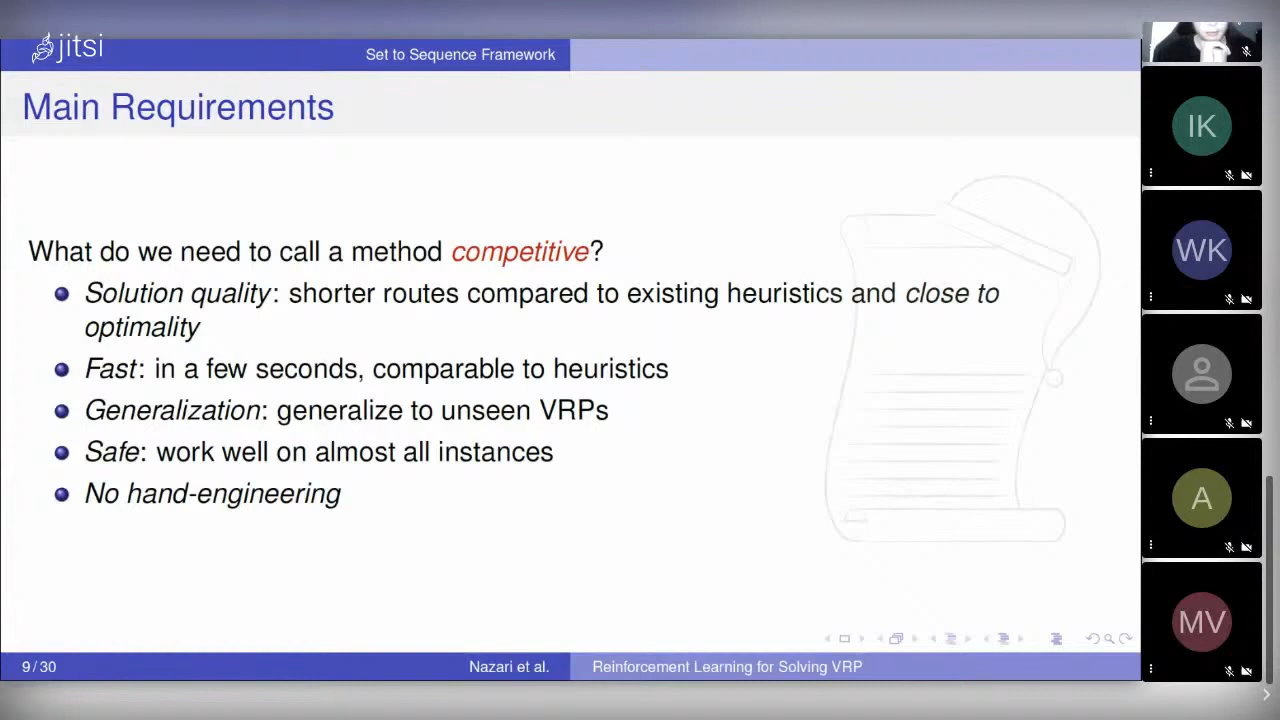 jitsi
Set to Sequence Framework
Main Requirements
What do we need to call a method competitive?
Solution quality: shorter routes compared to existing heuristics and close to
optimality
Fast: in a few seconds, comparable to heuristics
Generalization: generalize to unseen VRPs
Safe: work well on almost all instances
No hand-engineering
9 / 30
Nazari et al.
Reinforcement Learning for Solving VRP
IK
WK
A
MV